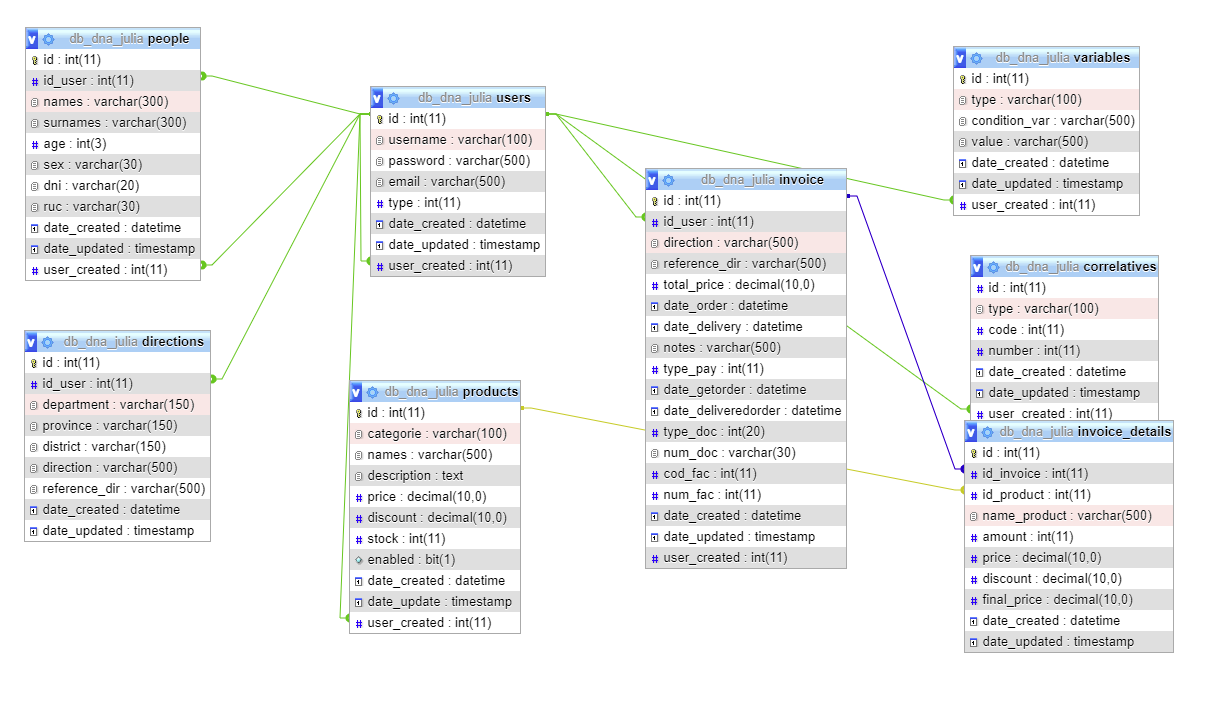 db_dna_julia people
id : int(11)
id_user : int(11)
names : varchar(300)
surnames : varchar(300)
age : int(3)
sex : varchar(30)
dni : varchar(20)
ruc : varchar(30)
date_created : datetime
date_updated : timestamp
user_created : int(11)
db_dna_julia directions
id : int(11)
id_user : int(11)
department : varchar(150)
province : varchar(150)
district : varchar(150)
direction : varchar(500)
reference_dir : varchar(500)
date_created : datetime
date_updated : timestamp
db_dna_julia users
id : int(11)
username : varchar(100)
password : varchar(500)
email : varchar(500)
type : int(11)
date_created : datetime
date_updated : timestamp
user_created : int(11)
db_dna_julia products
id : int(11)
categorie : varchar(100)
names : varchar(500)
description : text
price : decimal(10,0)
discount : decimal(10,0)
stock : int(11)
enabled : bit(1)
date_created : datetime
date_update : timestamp
user_created : int(11)
db_dna_julia invoice
id : int(11)
id_user : int(11)
direction : varchar(500)
reference_dir : varchar(500)
total_price : decimal(10,0)
date_order : datetime
date_delivery : datetime
notes : varchar(500)
type_pay : int(11)
date_getorder : datetime
date_deliveredorder : datetime
type_doc : int(20)
num_doc : varchar(30)
cod_fac : int(11)
num_fac : int(11)
date_created : datetime
date_updated : timestamp
user_created : int(11)
db_dna_julia variables
id : int(11)
type : varchar(100)
condition_var : varchar(500)
value : varchar(500)
date_created : datetime
date_updated : timestamp
user_created : int(11)
db_dna_julia correlatives
id : int(11)
type : varchar(100)
code : int(11)
number : int(11)
date_created : datetime
date_updated : timestamp
user_created : int(11)
db_dna_julia invoice_details
id : int(11)
id_invoice : int(11)
id_product : int(11)
name_product : varchar(500)
amount : int(11)
price : decimal(10,0)
discount : decimal(10,0)
final_price : decimal(10,0)
date_created : datetime
date_updated : timestamp